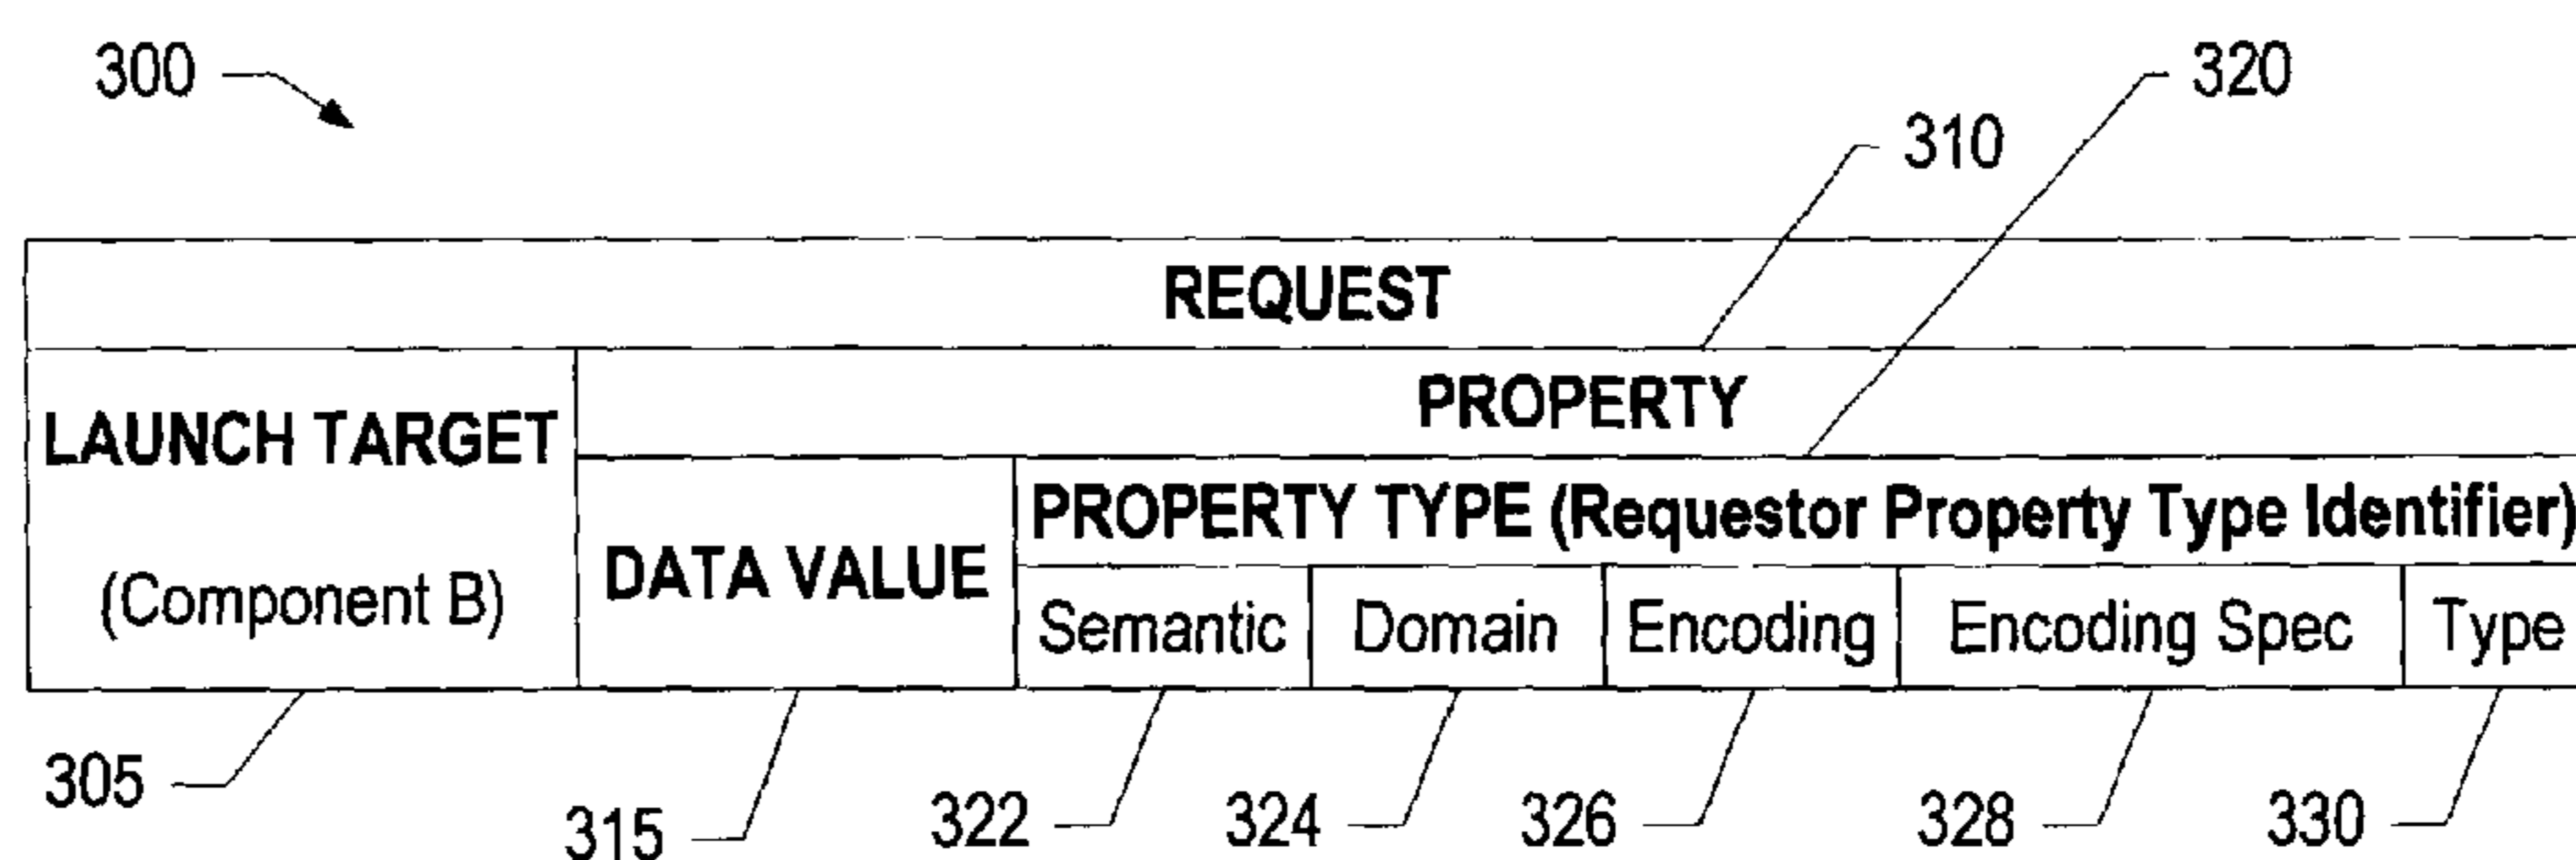 300
320
310
REQUEST
PROPERTY
LAUNCH TARGET
(Component B)
DATA VALUE
PROPERTY TYPE (Requestor Property Type Identifier)
Semantic Domain Encoding Encoding Spec Type
305
315 322 324 326 328 330